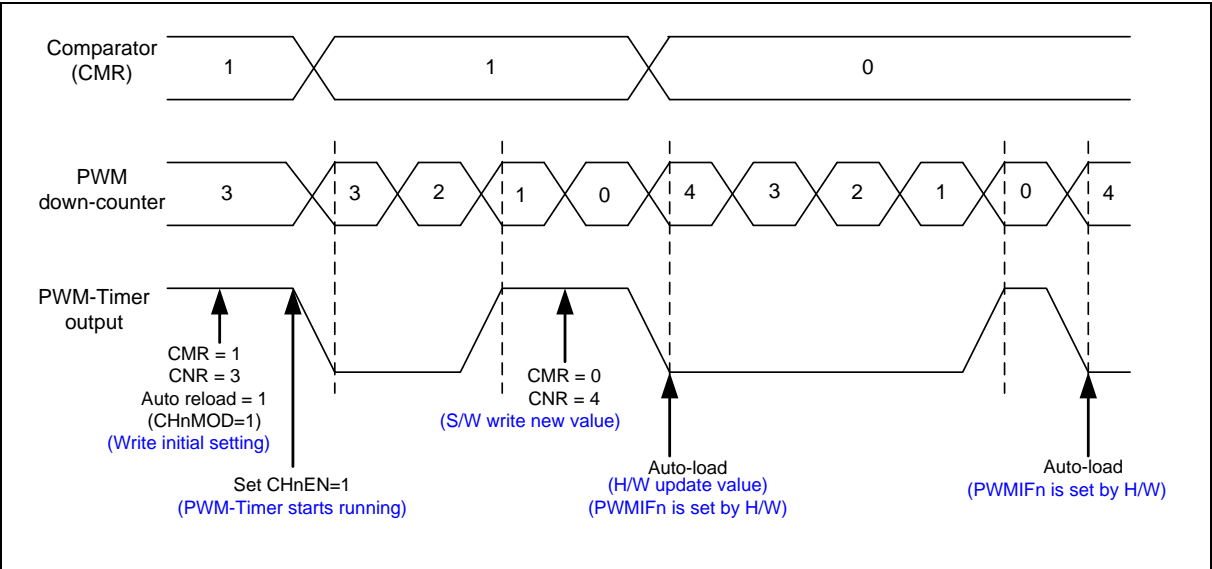 Comparator
(CMR)
1
1
0
PWM
down-counter
3
3
2
1
0
4
3
2
1
0
4
PWM-Timer
output
CMR = 1
CNR = 3
Auto reload = 1
(CHnMOD=1)
(Write initial setting)
Set CHnEN=1
(PWM-Timer starts running)
CMR = 0
CNR = 4
(S/W write new value)
Auto-load
(H/W update value)
(PWMIFn is set by H/W)
Auto-load
(PWMIFn is set by H/W)